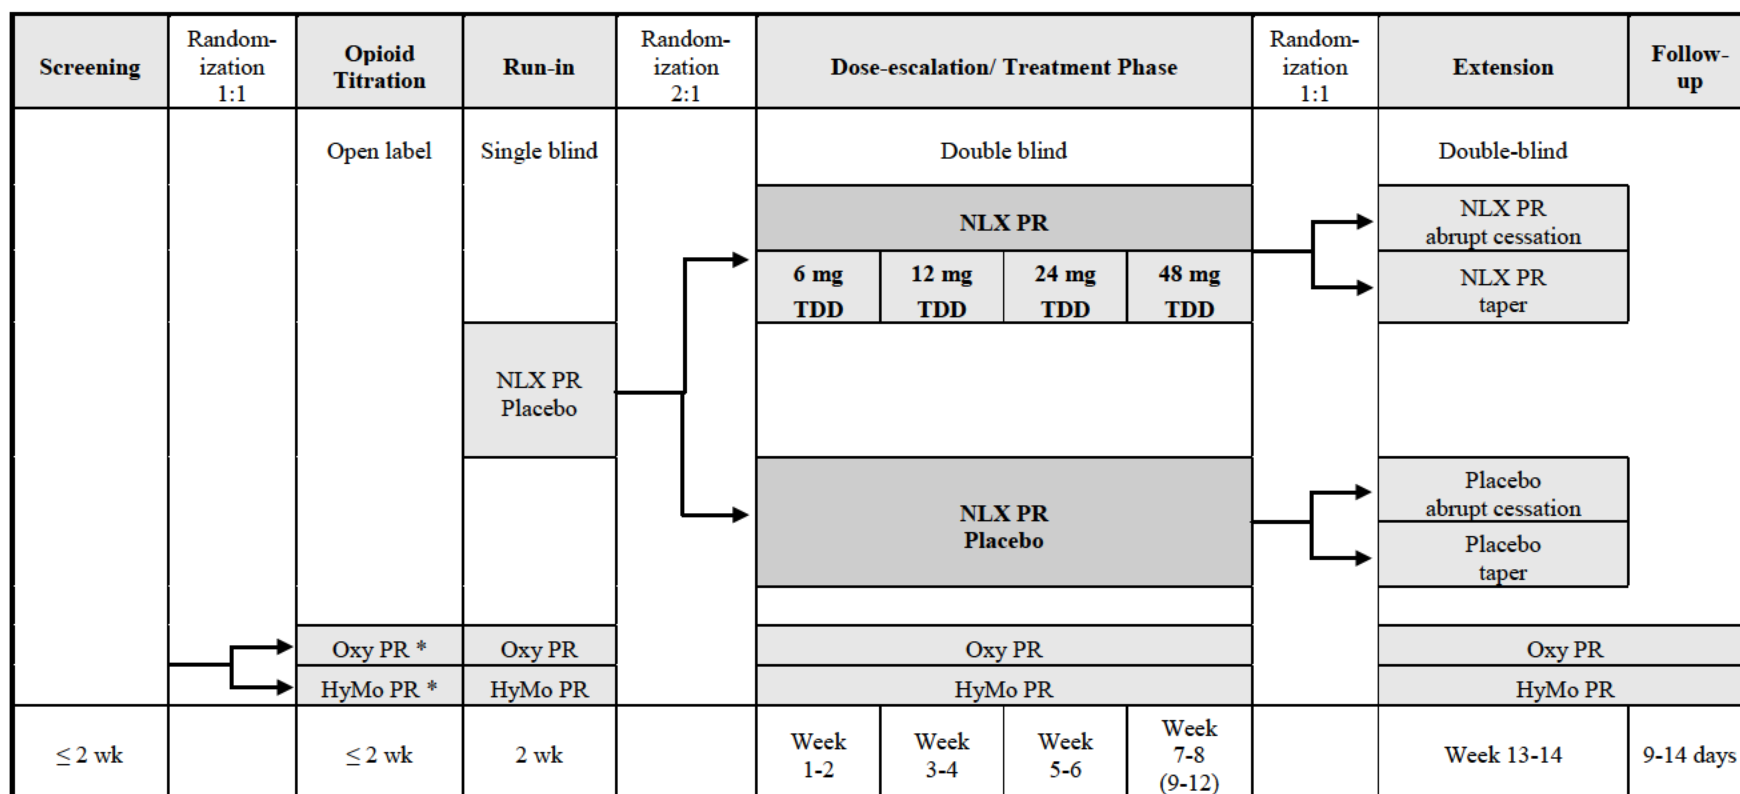 Screening
Random-
ization
1:1
Opioid
Titration
Run-in
Random-
ization
2:1
Dose-escalation/ Treatment Phase
Random-
ization
1:1
Extension
Follow-
up
Open label
Single blind
Double blind
Double-blind
NLX PR
6 mg
TDD
12 mg
TDD
24 mg
TDD
48 mg
TDD
NLX PR
abrupt cessation
NLX PR
taper
NLX PR
Placebo
NLX PR
Placebo
Placebo
abrupt cessation
Placebo
taper
Oxy PR *
Oxy PR
Oxy PR
Oxy PR
HyMo PR *
HyMo PR
HyMo PR
HyMo PR
≤ 2 wk
≤ 2 wk
2 wk
Week
1-2
Week
3-4
Week
5-6
Week
7-8
(9-12)
Week 13-14
9-14 days